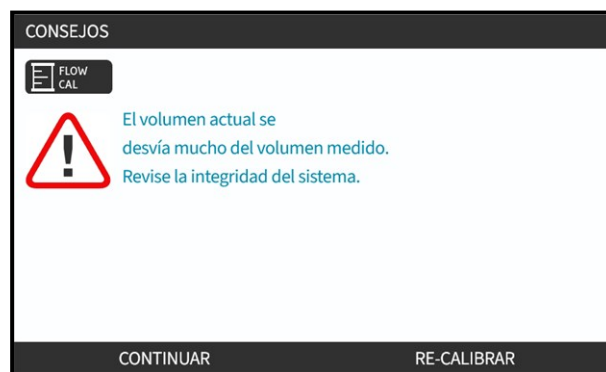 CONSEJOS
FLOW
CAL
El volumen actual se
desvía mucho del volumen medido.
Revise la integridad del sistema.
CONTINUAR RE-CALIBRAR